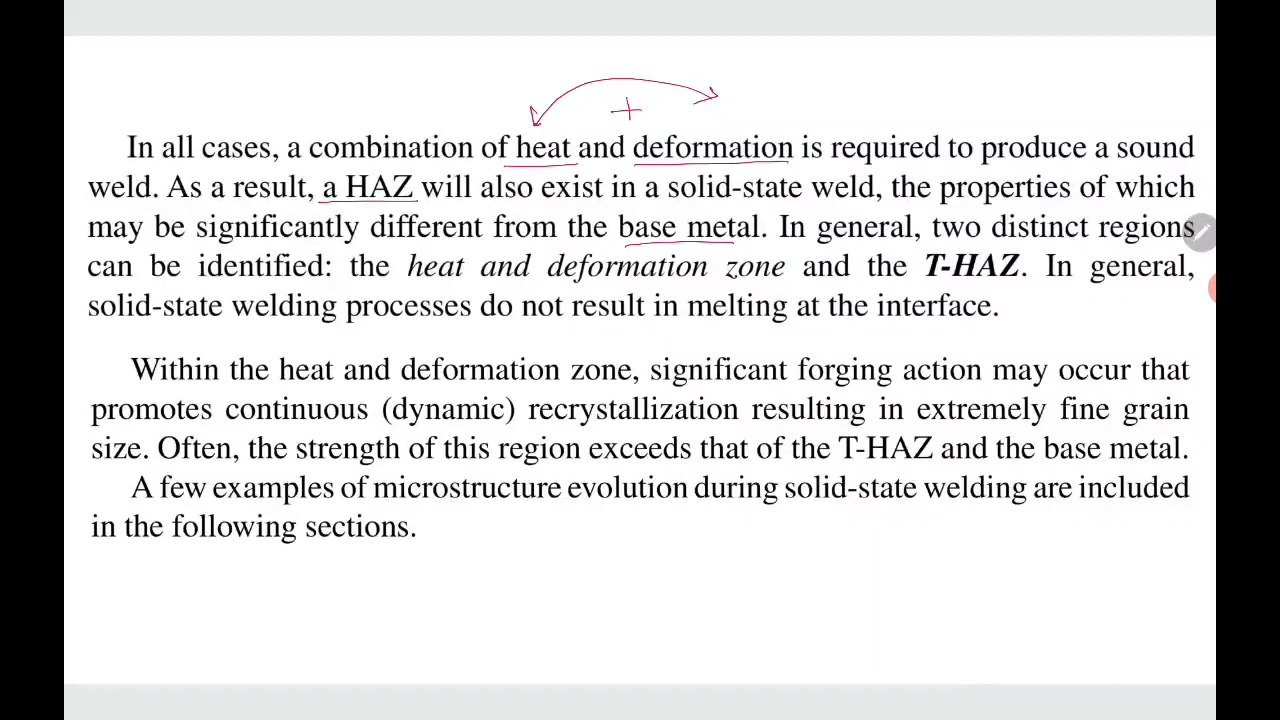 +
In all cases, a combination of heat and deformation is required to produce a sound
weld. As a result, a HAZ will also exist in a solid-state weld, the properties of which
may be significantly different from the base metal. In general, two distinct regions
can be identified: the heat and deformation zone and the T-HAZ. In general,
solid-state welding processes do not result in melting at the interface.
Within the heat and deformation zone, significant forging action may occur that
promotes continuous (dynamic) recrystallization resulting in extremely fine grain
size. Often, the strength of this region exceeds that of the T-HAZ and the base metal.
A few examples of microstructure evolution during solid-state welding are included
in the following sections.